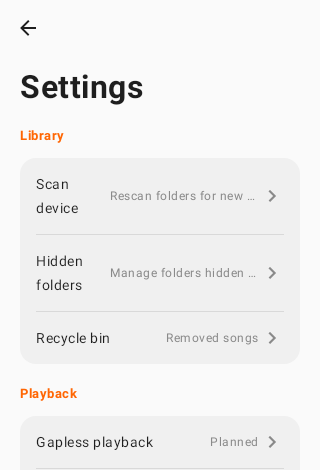 Settings
Library
Scan
device
Rescan folders for new …
Hidden
folders
Manage folders hidden …
Recycle bin
Removed songs
Playback
Gapless playback
Planned